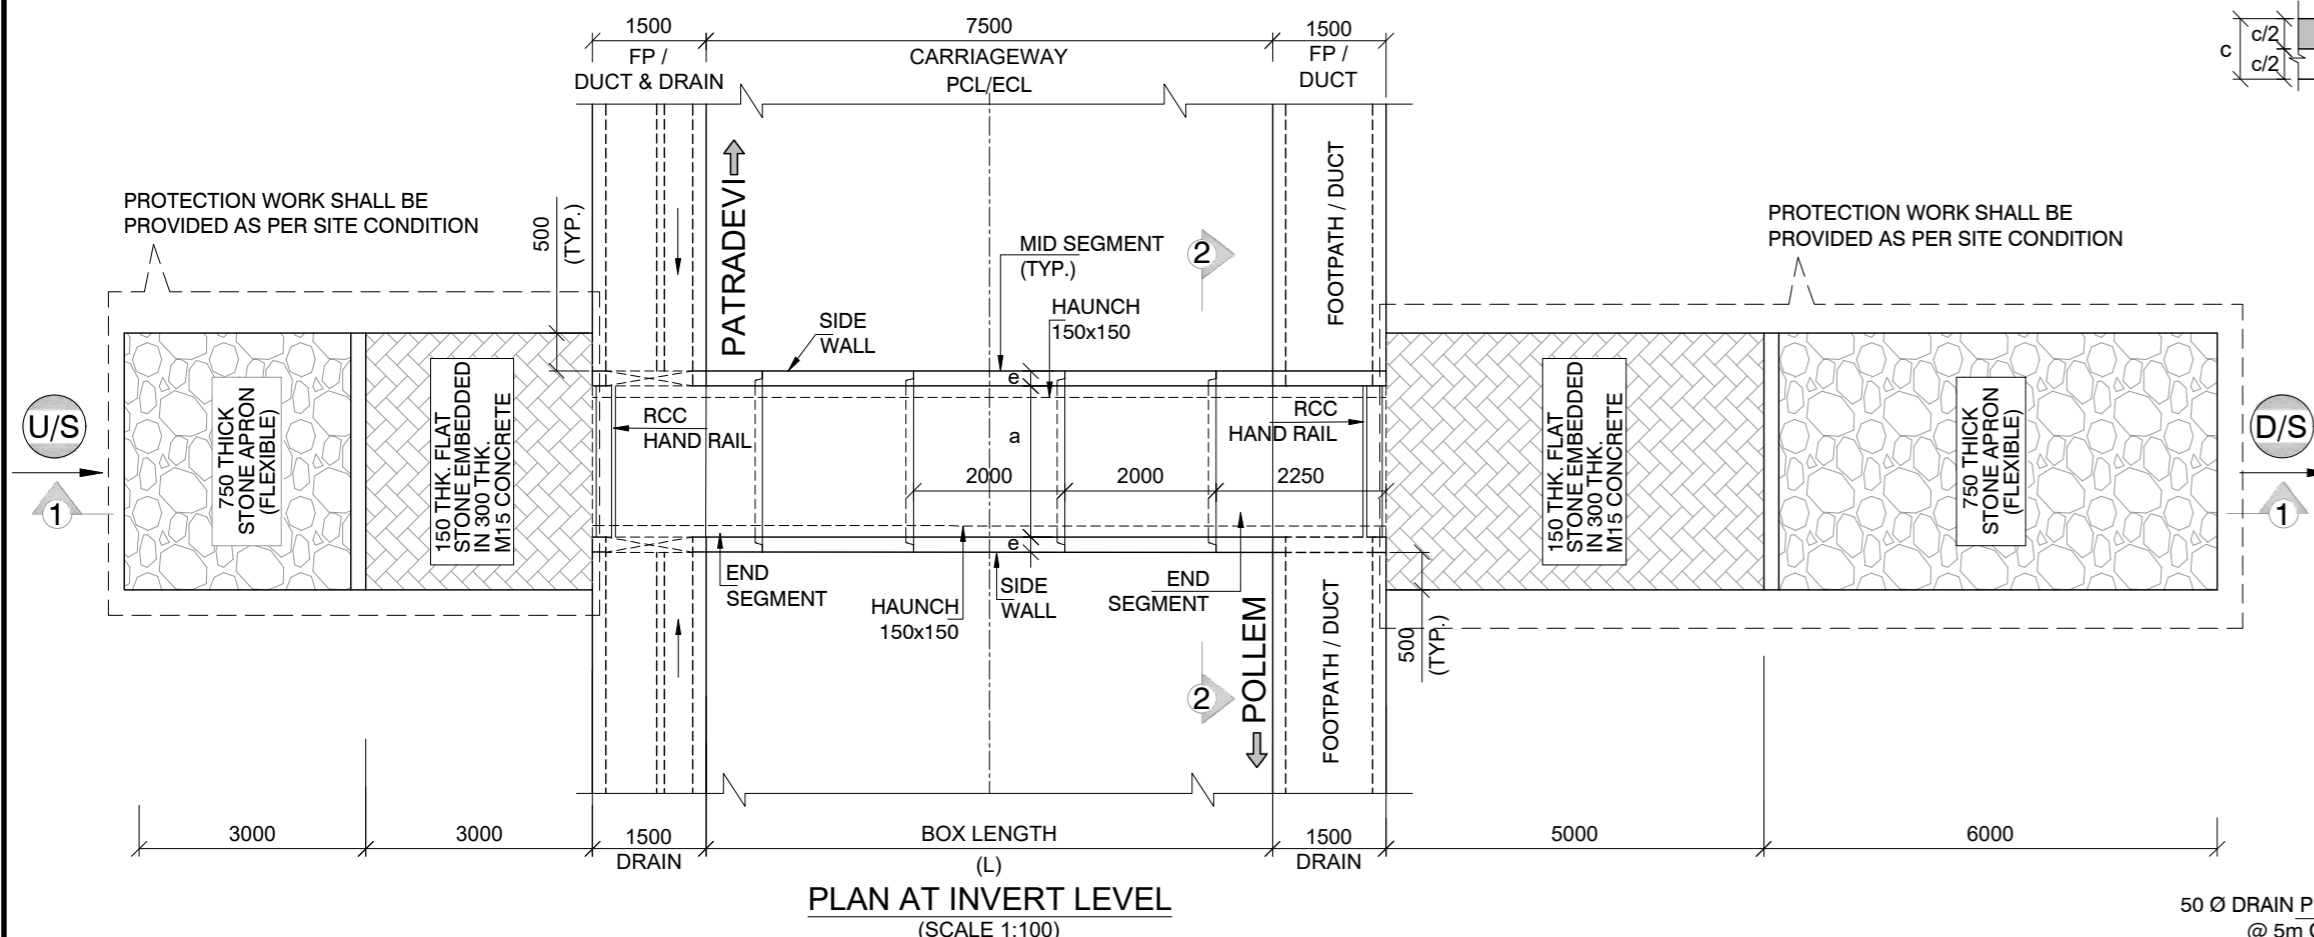 1500
7500
1500
FP /
DUCT & DRAIN
CARRIAGEWAY
PCL/ECL
FP /
DUCT
c
c/2
c/2
PROTECTION WORK SHALL BE
PROVIDED AS PER SITE CONDITION
500
(TYP.)
PATRADEVI
MID SEGMENT
(TYP.)
2
FOOTPATH / DUCT
PROTECTION WORK SHALL BE
PROVIDED AS PER SITE CONDITION
HAUNCH
150x150
SIDE
WALL
U/S
1
750 THICK
STONE APRON
(FLEXIBLE)
150 THK. FLAT
STONE EMBEDDED
IN 300 THK.
M15 CONCRETE
RCC
HAND RAIL
e
a
RCC
HAND RAIL
2000
2000
2250
150 THK. FLAT
STONE EMBEDDED
IN 300 THK.
M15 CONCRETE
750 THICK
STONE APRON
(FLEXIBLE)
D/S
1
e
END
SEGMENT
HAUNCH
150x150
SIDE
WALL
END
SEGMENT
2
POLLEM
FOOTPATH / DUCT
500
(TYP.)
3000
3000
1500
DRAIN
BOX LENGTH
(L)
1500
DRAIN
5000
6000
PLAN AT INVERT LEVEL
(SCALE 1:100)
50 Ø DRAIN P
@ 5m